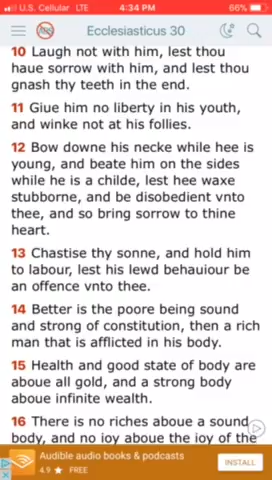 U.S. Cellular LTE 4:34 PM 66%
Ecclesiasticus 30
10 Laugh not with him, lest thou
haue sorrow with him, and lest thou
gnash thy teeth in the end.
11 Giue him no liberty in his youth,
and winke not at his follies.
12 Bow downe his necke while hee is
young, and beate him on the sides
while he is a childe, lest hee waxe
stubborne, and be disobedient vnto
thee, and so bring sorrow to thine
heart.
13 Chastise thy sonne, and hold him
to labour, lest his lewd behauiour be
an offence vnto thee.
14 Better is the poore being sound
and strong of constitution, then a rich
man that is afflicted in his body.
15 Health and good state of body are
aboue all gold, and a strong body
aboue infinite wealth.
16 There is no riches aboue a sound
body, and no ioy aboue the ioy of the
Audible audio books & podcasts
4.9 ★ FREE
INSTALL